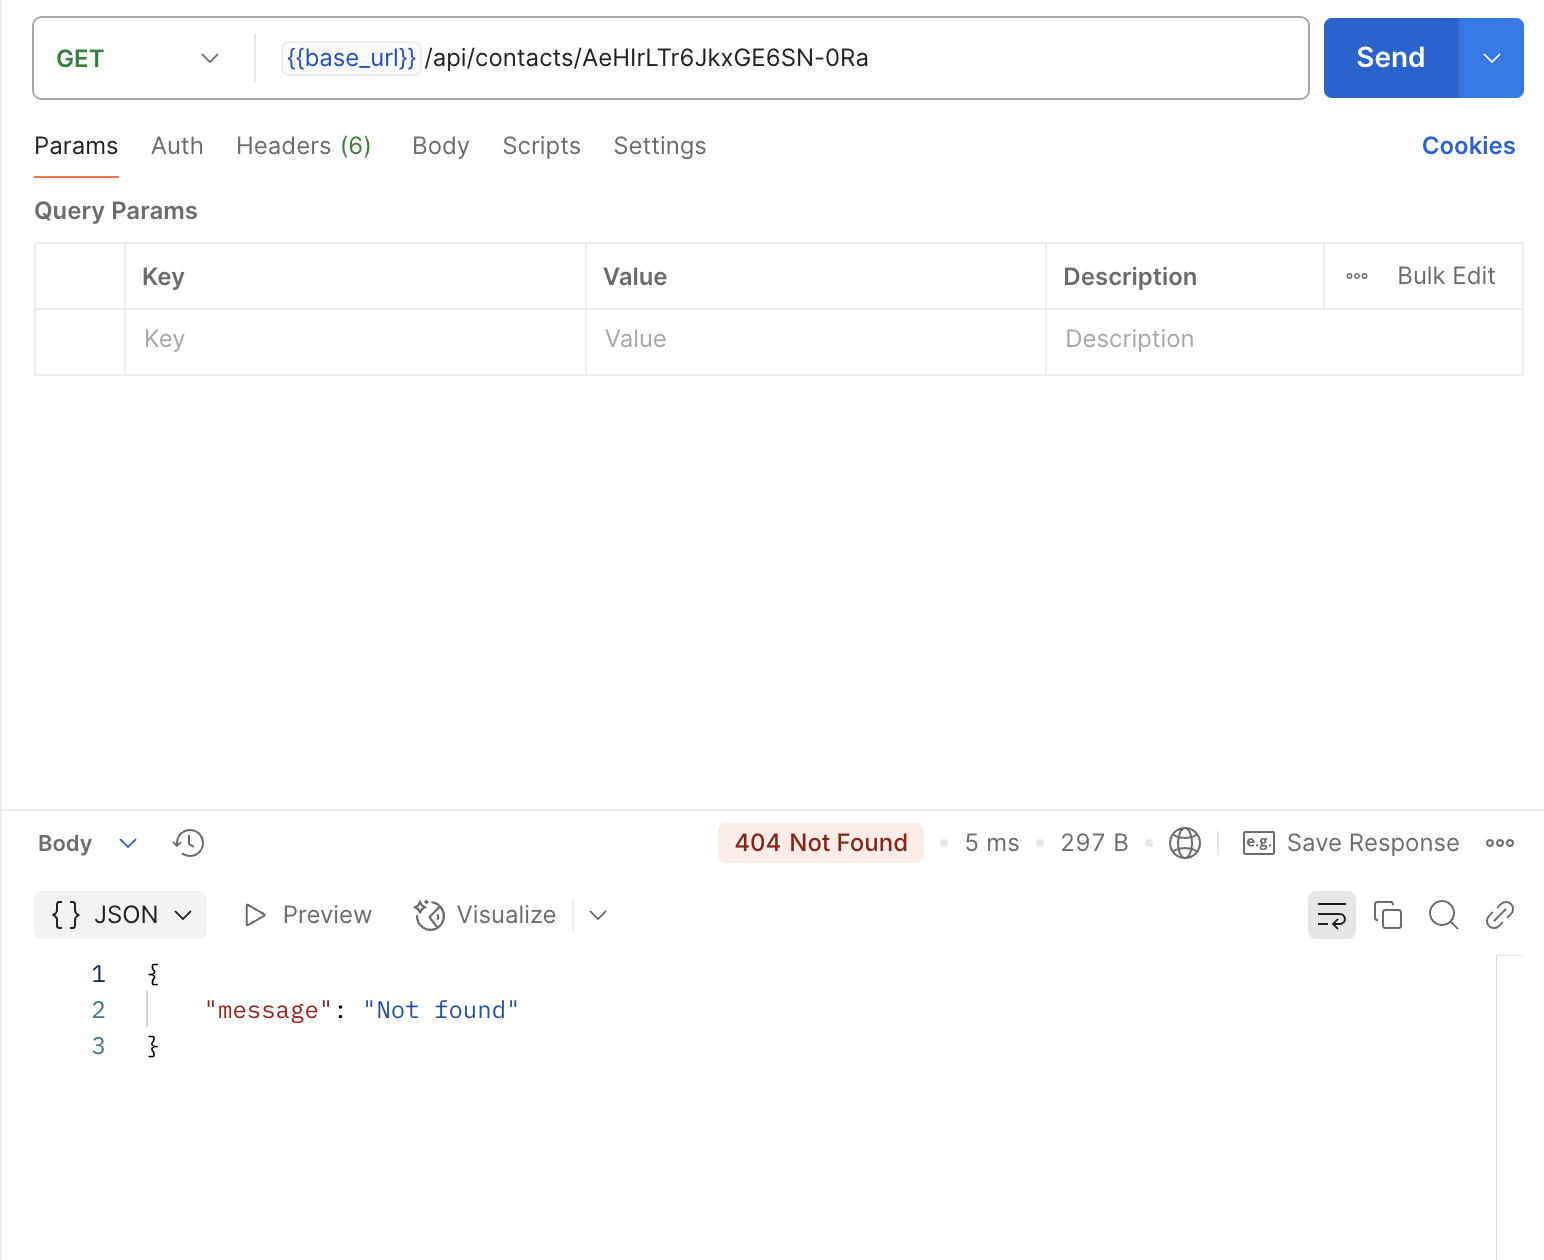 GET {{base_url}}/api/contacts/AeHIrLTr6JkxGE6SN-0Ra Send
Params Auth Headers (6) Body Scripts Settings Cookies
Query Params
Key Value Description Bulk Edit
Key Value Description
Body 404 Not Found • 5 ms • 297 B • e.g. Save Response
{ } JSON Preview Visualize
1 {
2 "message": "Not found"
3 }